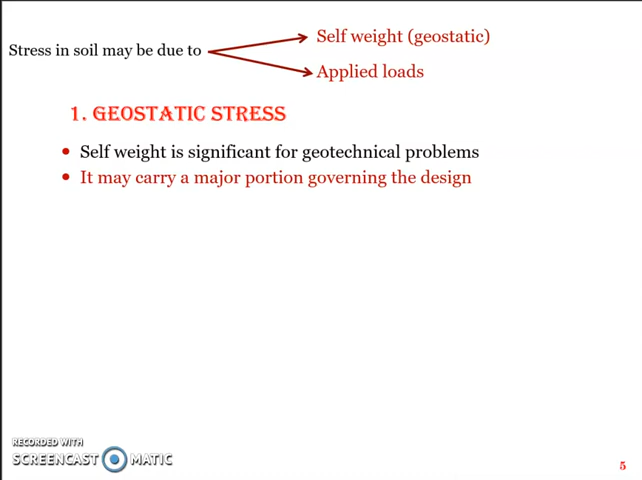 Self weight (geostatic)
Stress in soil may be due to
Applied loads
1. GEOSTATIC STRESS
• Self weight is significant for geotechnical problems
• It may carry a major portion governing the design
RECORDED WITH
SCREENCAST MATIC
5